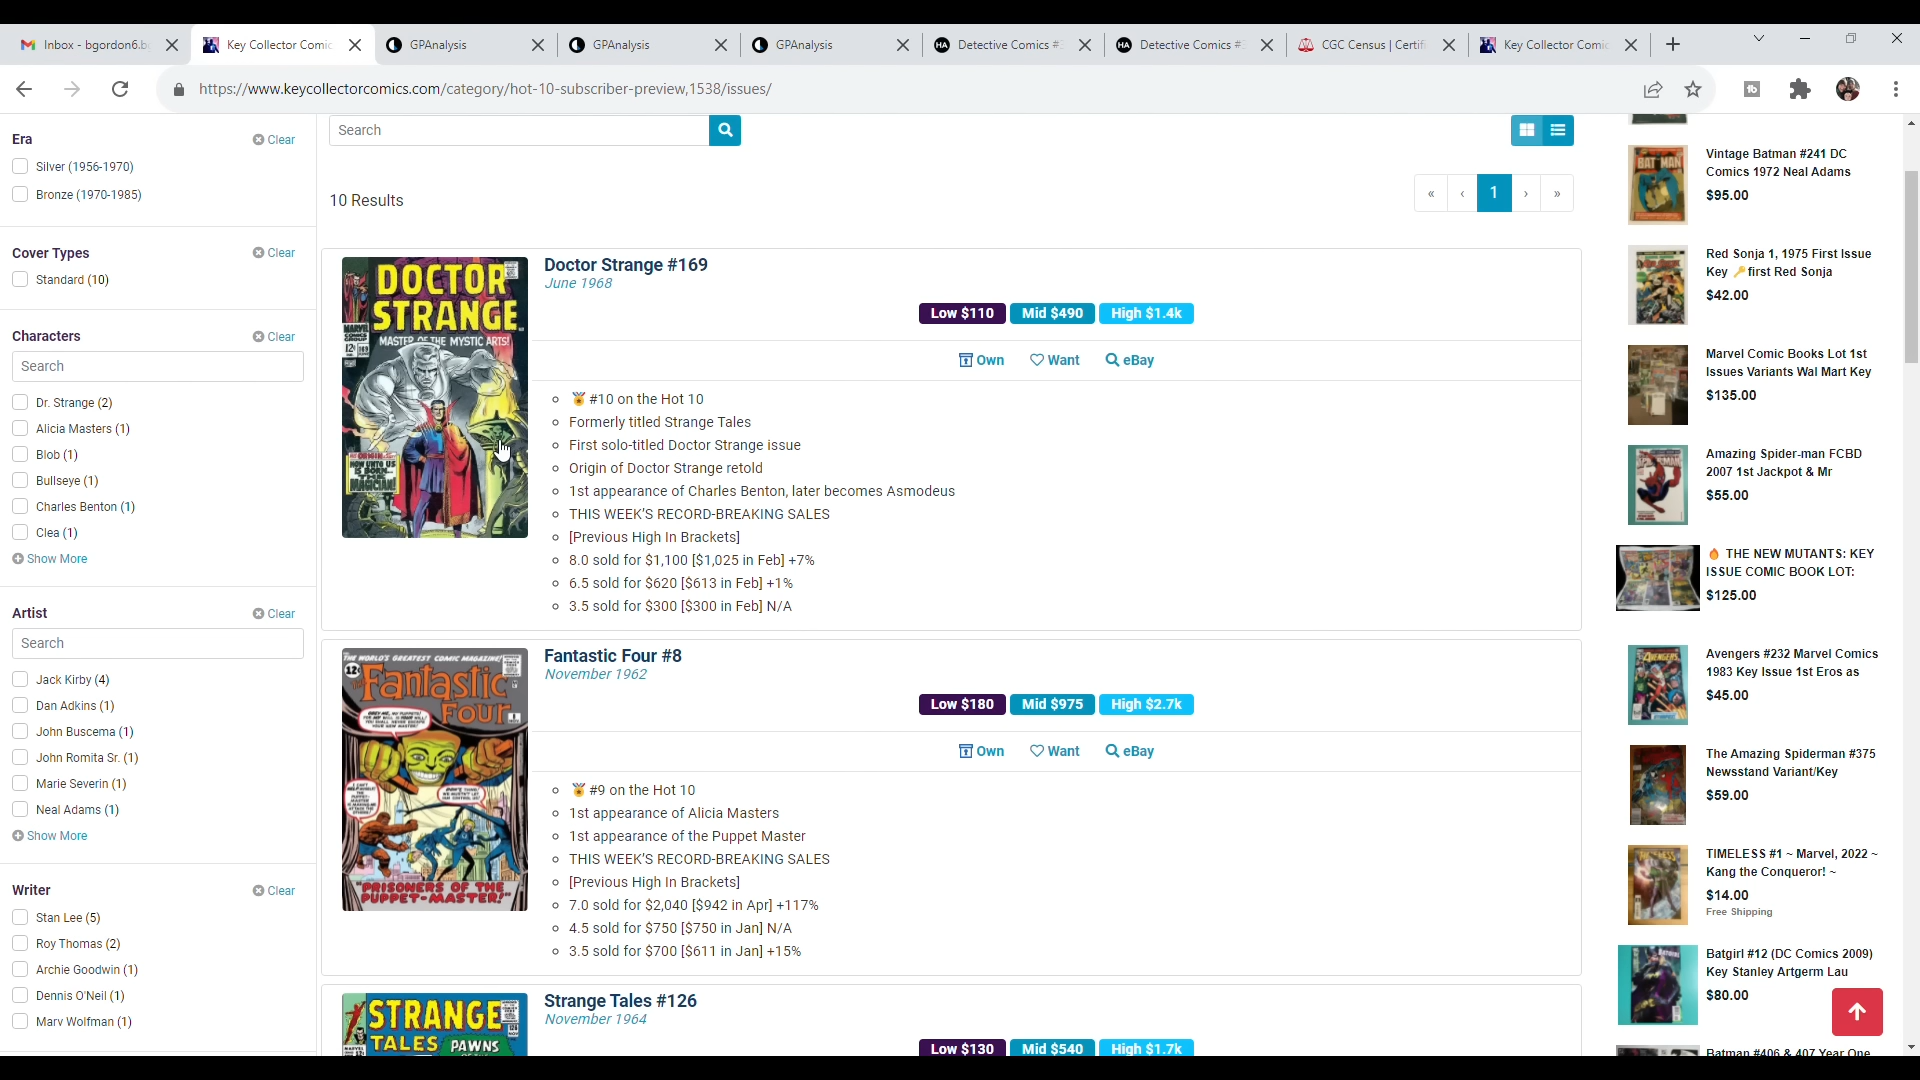 Inbox - bgordon6.b
Key Collector Comic
GPAnalysis
GPAnalysis
GPAnalysis
Detective Comics #
Detective Comics #
CGC Census | Certifi
Key Collector Comic
https://www.keycollectorcomics.com/category/hot-10-subscriber-preview,1538/issues/
Era
Clear
Silver (1956-1970)
Bronze (1970-1985)
Cover Types
Clear
Standard (10)
Characters
Clear
Search
Dr. Strange (2)
Alicia Masters (1)
Blob (1)
Bullseye (1)
Charles Benton (1)
Clea (1)
Show More
Artist
Clear
Search
Jack Kirby (4)
Dan Adkins (1)
John Buscema (1)
John Romita Sr. (1)
Marie Severin (1)
Neal Adams (1)
Show More
Writer
Clear
Stan Lee (5)
Roy Thomas (2)
Archie Goodwin (1)
Dennis O'Neil (1)
Marv Wolfman (1)
Search
10 Results
« ‹ 1 › »
DOCTOR
STRANGE
MASTER OF THE MYSTIC ARTS!
Doctor Strange #169
June 1968
Low $110 Mid $490 High $1.4k
Own Want eBay
#10 on the Hot 10
Formerly titled Strange Tales
First solo-titled Doctor Strange issue
Origin of Doctor Strange retold
1st appearance of Charles Benton, later becomes Asmodeus
THIS WEEK'S RECORD-BREAKING SALES
[Previous High In Brackets]
8.0 sold for $1,100 [$1,025 in Feb] +7%
6.5 sold for $620 [$613 in Feb] +1%
3.5 sold for $300 [$300 in Feb] N/A
THE WORLD'S GREATEST COMIC MAGAZINE!
12¢
Fantastic
Four
"PRISONERS OF THE
PUPPET-MASTER!"
Fantastic Four #8
November 1962
Low $180 Mid $975 High $2.7k
Own Want eBay
#9 on the Hot 10
1st appearance of Alicia Masters
1st appearance of the Puppet Master
THIS WEEK'S RECORD-BREAKING SALES
[Previous High In Brackets]
7.0 sold for $2,040 [$942 in Apr] +117%
4.5 sold for $750 [$750 in Jan] N/A
3.5 sold for $700 [$611 in Jan] +15%
STRANGE
TALES PAWNS
Strange Tales #126
November 1964
Low $130 Mid $540 High $1.7k
Vintage Batman #241 DC
Comics 1972 Neal Adams
$95.00
Red Sonja 1, 1975 First Issue
Key 🔑first Red Sonja
$42.00
Marvel Comic Books Lot 1st
Issues Variants Wal Mart Key
$135.00
Amazing Spider-man FCBD
2007 1st Jackpot & Mr
$55.00
🔥 THE NEW MUTANTS: KEY
ISSUE COMIC BOOK LOT:
$125.00
Avengers #232 Marvel Comics
1983 Key Issue 1st Eros as
$45.00
The Amazing Spiderman #375
Newsstand Variant/Key
$59.00
TIMELESS #1 ~ Marvel, 2022 ~
Kang the Conqueror! ~
$14.00
Free Shipping
Batgirl #12 (DC Comics 2009)
Key Stanley Artgerm Lau
$80.00
Batman #406 & 407 Year One